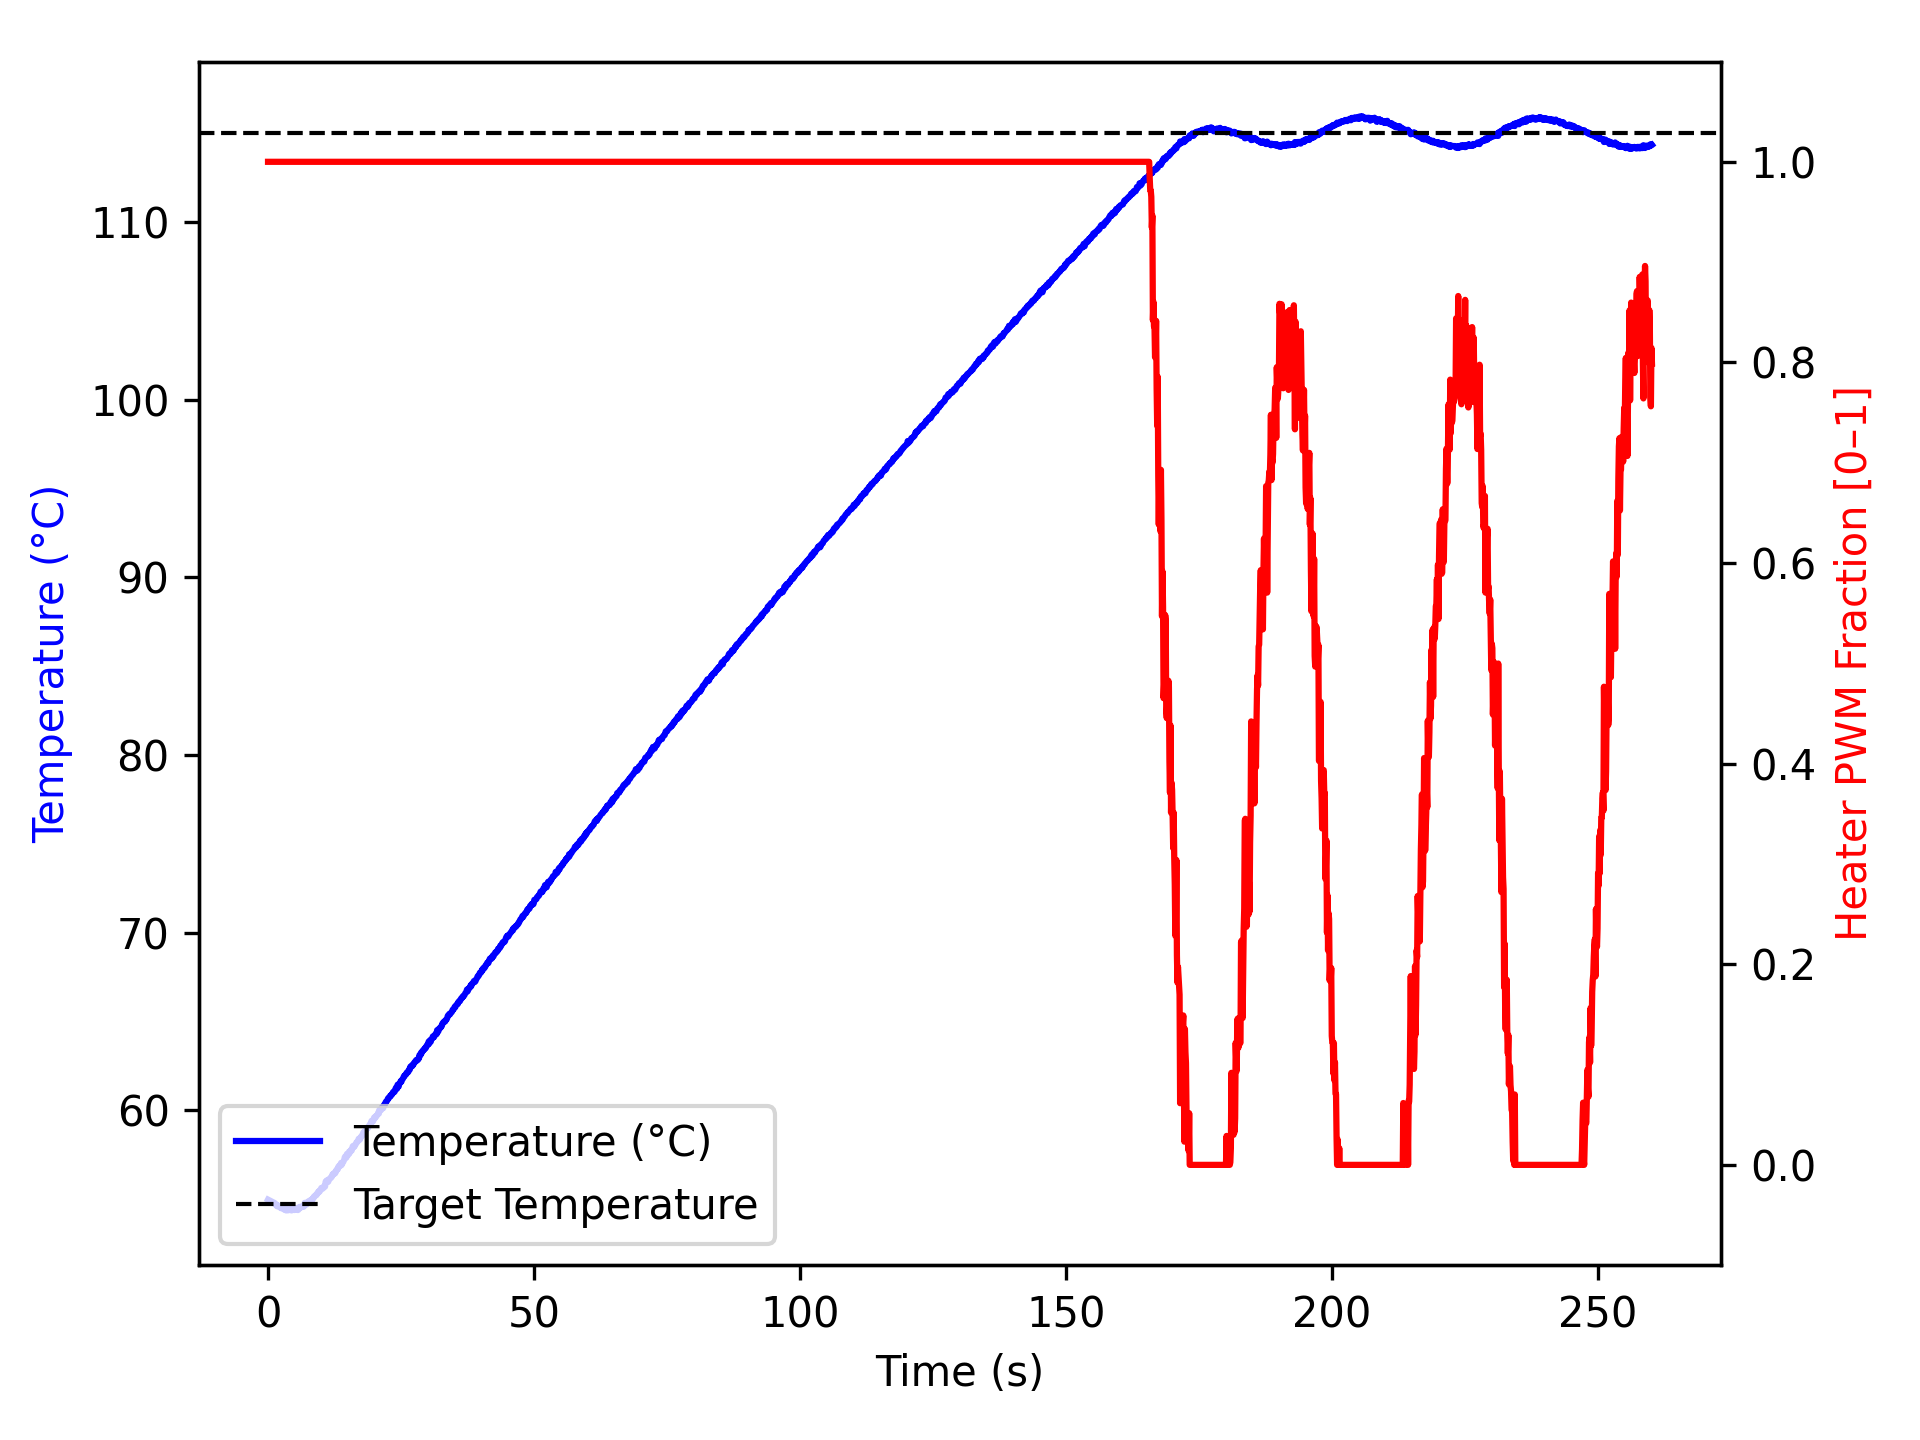 110
100
90
80
70
60
Temperature (°C)
1.0
0.8
0.6
0.4
0.2
0.0
Heater PWM Fraction [0–1]
Temperature (°C)
Target Temperature
0 50 100 150 200 250
Time (s)